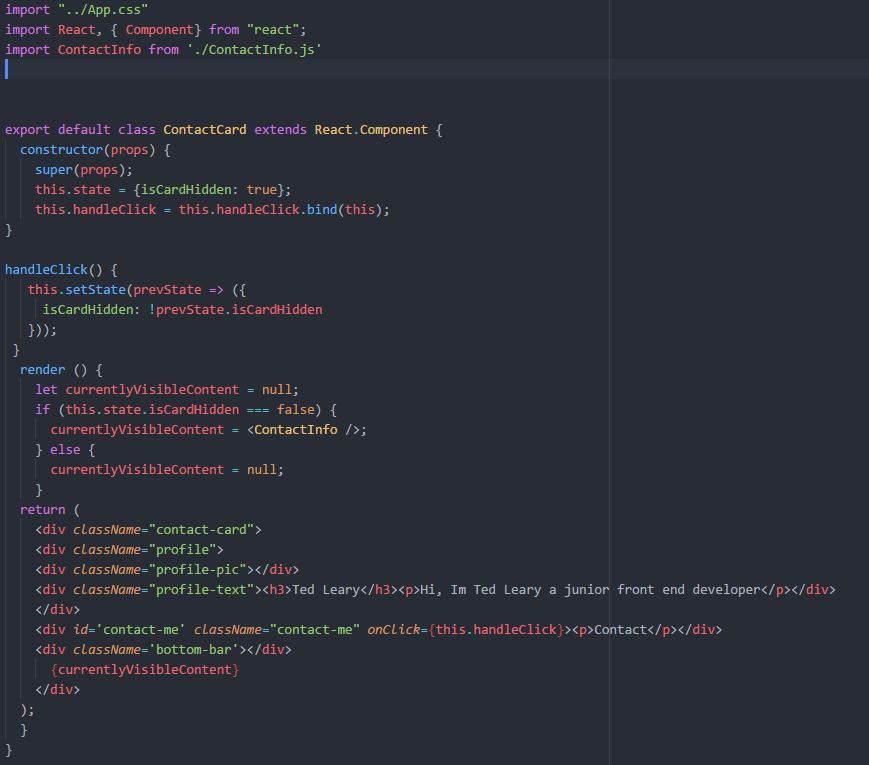 import "../App.css"
import React, { Component} from "react";
import ContactInfo from './ContactInfo.js'
export default class ContactCard extends React.Component {
constructor(props) {
super(props);
this.state = {isCardHidden: true};
this.handleClick = this.handleClick.bind(this);
}
handleClick() {
this.setState(prevState => ({
isCardHidden: !prevState.isCardHidden
}));
}
render () {
let currentlyVisibleContent = null;
if (this.state.isCardHidden === false) {
currentlyVisibleContent = <ContactInfo />;
} else {
currentlyVisibleContent = null;
}
return (
<div className="contact-card">
<div className="profile">
<div className="profile-pic"></div>
<div className="profile-text"><h3>Ted Leary</h3><p>Hi, Im Ted Leary a junior front end developer</p></div>
</div>
<div id='contact-me' className="contact-me" onClick={this.handleClick}><p>Contact</p></div>
<div className='bottom-bar'></div>
{currentlyVisibleContent}
</div>
);
}
}